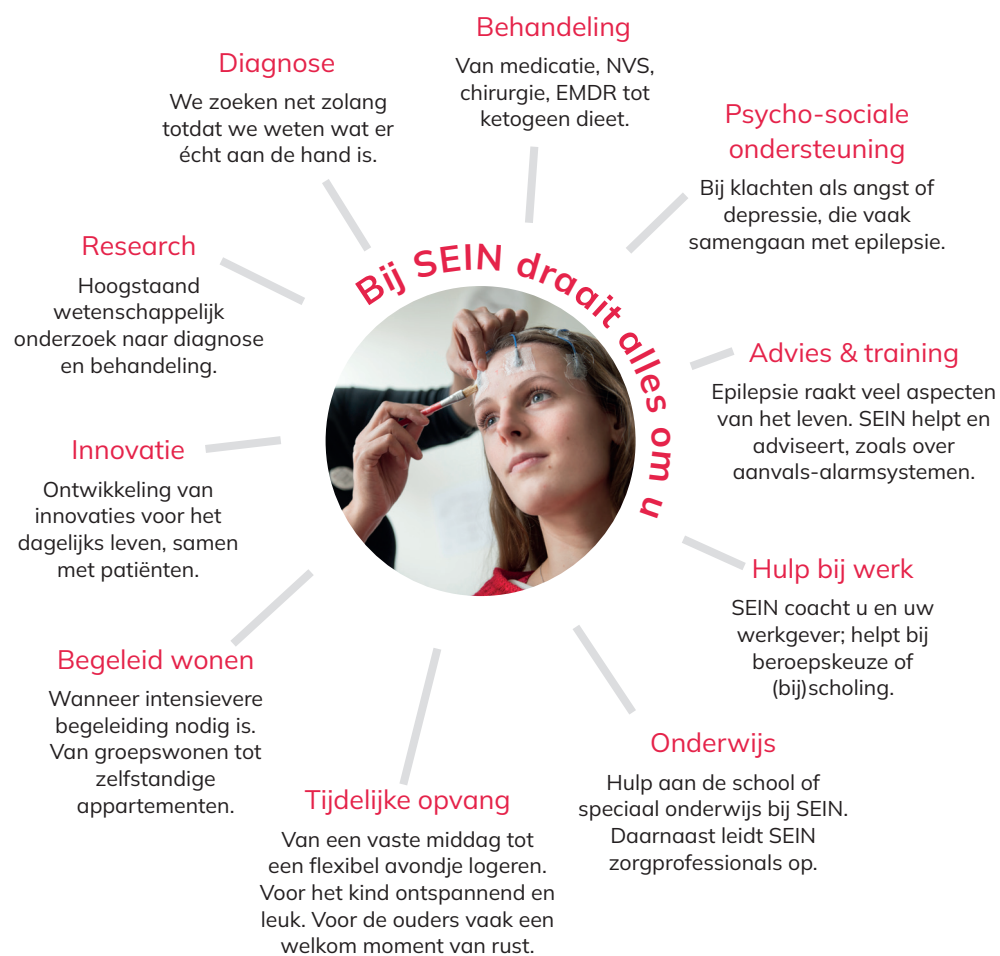 Behandeling
Van medicatie, NVS,
chirurgie, EMDR tot
ketogeen dieet.
Psycho-sociale
ondersteuning
Bij klachten als angst of
depressie, die vaak
samengaan met epilepsie.
Advies & training
Epilepsie raakt veel aspecten
van het leven. SEIN helpt en
adviseert, zoals over
aanvals-alarmsystemen.
Hulp bij werk
SEIN coacht u en uw
werkgever; helpt bij
beroepskeuze of
(bij)scholing.
Onderwijs
Hulp aan de school of
speciaal onderwijs bij SEIN.
Daarnaast leidt SEIN
zorgprofessionals op.
Tijdelijke opvang
Van een vaste middag tot
een flexibel avondje logeren.
Voor het kind ontspannend en
leuk. Voor de ouders vaak een
welkom moment van rust.
Begeleid wonen
Wanneer intensievere
begeleiding nodig is.
Van groepswonen tot
zelfstandige
appartementen.
Innovatie
Ontwikkeling van
innovaties voor het
dagelijks leven, samen
met patiënten.
Research
Hoogstaand
wetenschappelijk
onderzoek naar diagnose
en behandeling.
Diagnose
We zoeken net zolang
totdat we weten wat er
écht aan de hand is.
Bij SEIN draait alles om u